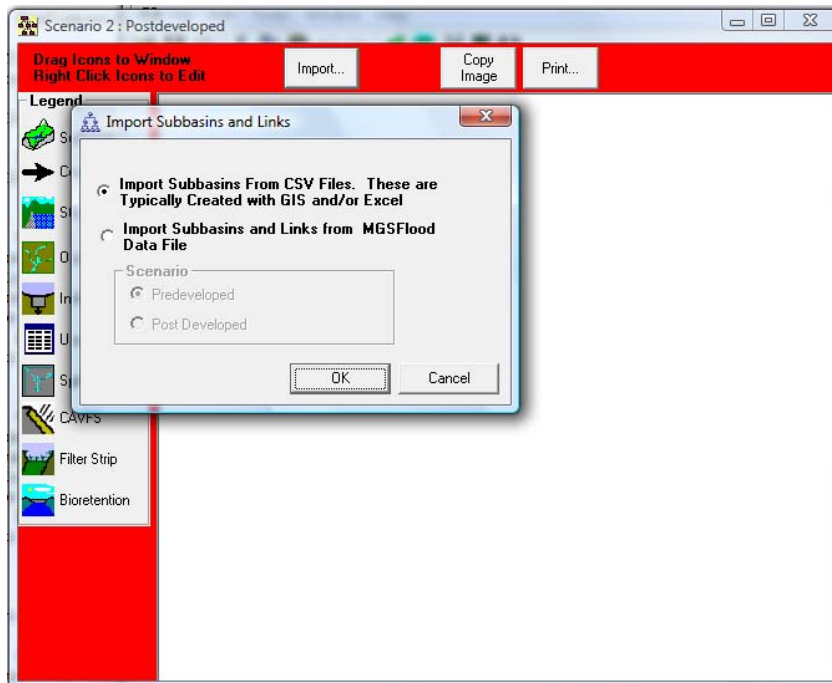 Scenario 2 : Postdeveloped
Drag Icons to Window
Right Click Icons to Edit
Import...
Copy
Image
Print...
Legend
Import Subbasins and Links
Import Subbasins From CSV Files. These are
Typically Created with GIS and/or Excel
Import Subbasins and Links from MGSFlood
Data File
Scenario
Predeveloped
Post Developed
OK
Cancel
CAVFS
Filter Strip
Bioretention